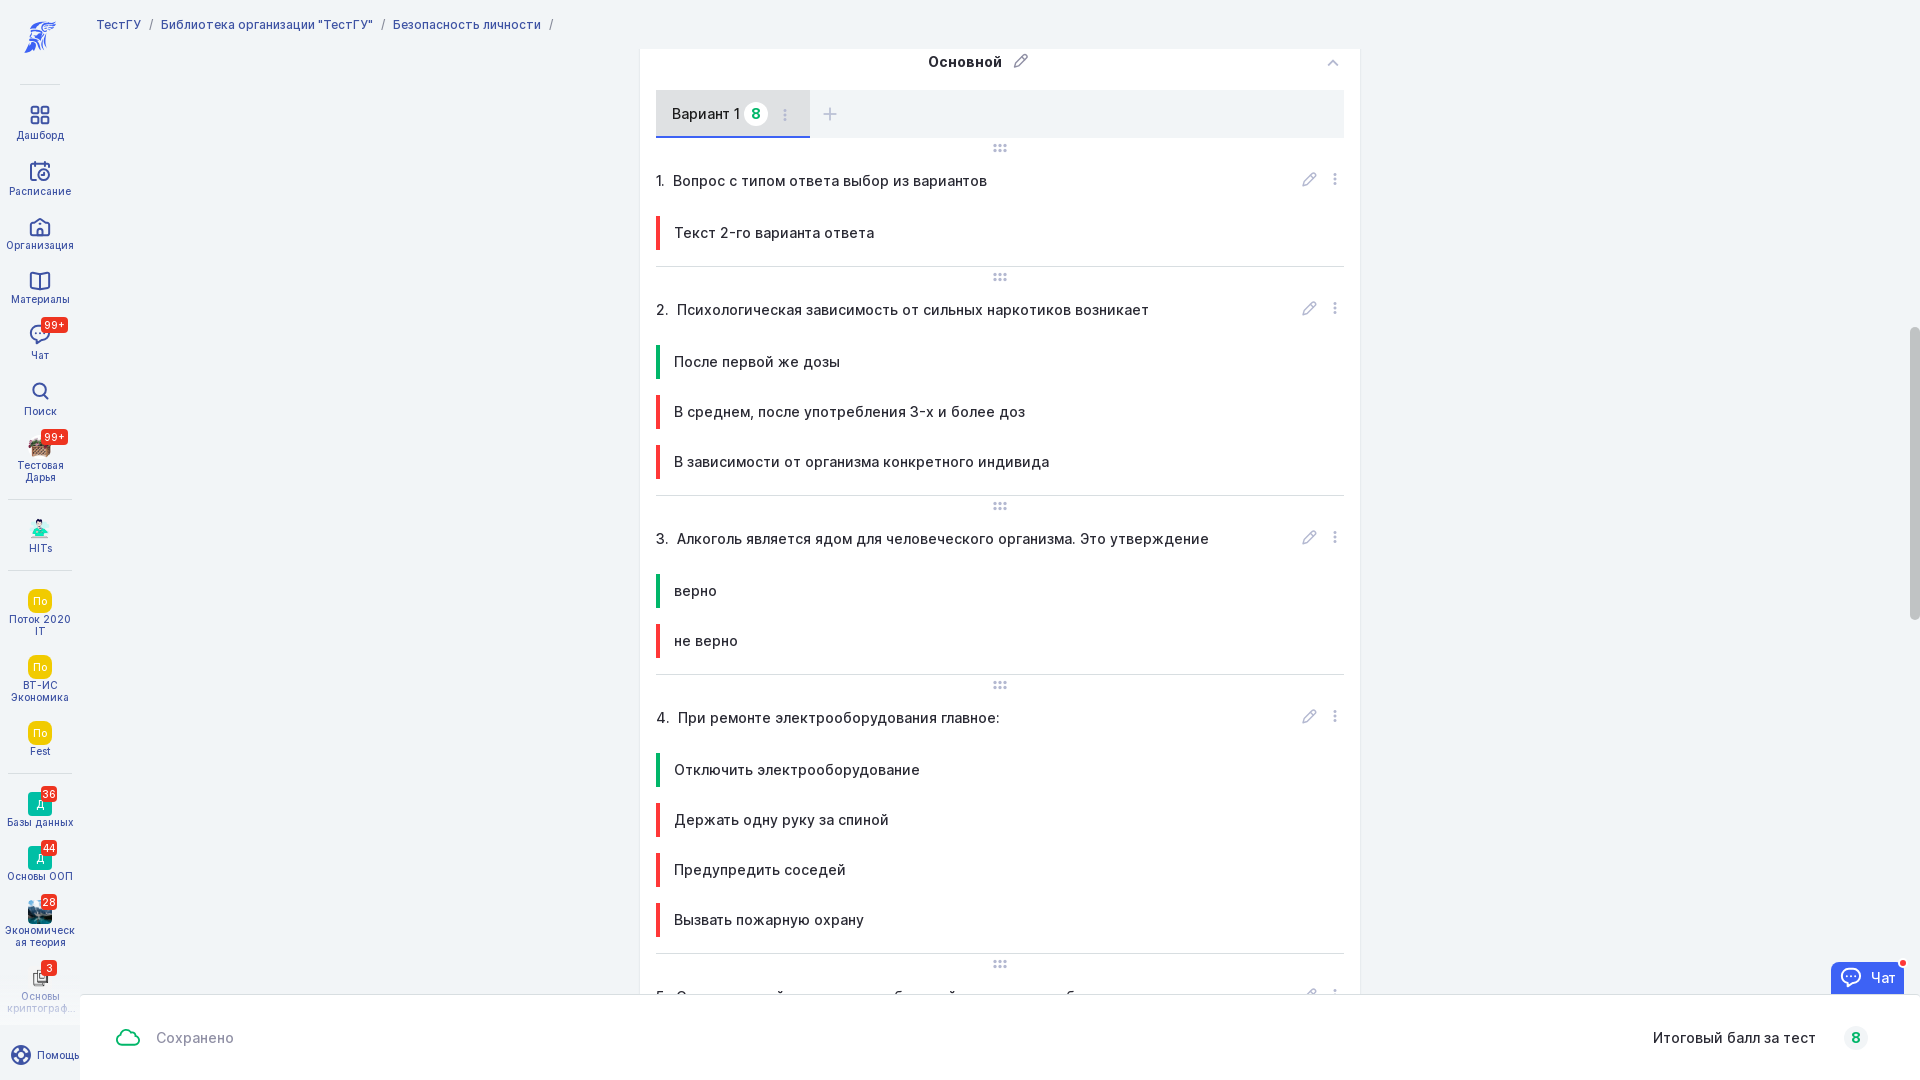 ТестГУ / Библиотека организации "ТестГУ" / Безопасность личности /
Дашборд
Расписание
Организация
Материалы
99+
Чат
Поиск
99+
Тестовая
Дарья
HITs
По
Поток 2020
IT
По
ВТ-ИС
Экономика
По
Fest
36
Д
Базы данных
44
Д
Основы ООП
28
Экономическ
ая теория
3
Основы
криптограф...
Помощь
Основной
Вариант 1 8
1. Вопрос с типом ответа выбор из вариантов
Текст 2-го варианта ответа
2. Психологическая зависимость от сильных наркотиков возникает
После первой же дозы
В среднем, после употребления 3-х и более доз
В зависимости от организма конкретного индивида
3. Алкоголь является ядом для человеческого организма. Это утверждение
верно
не верно
4. При ремонте электрооборудования главное:
Отключить электрооборудование
Держать одну руку за спиной
Предупредить соседей
Вызвать пожарную охрану
Чат
Сохранено
Итоговый балл за тест 8